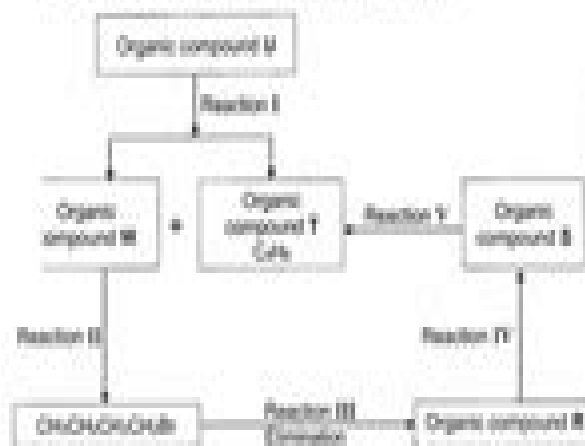 Organic compound U
Reaction I
Organic
compound W
+
Organic
compound T
Reaction V
Organic
compound S
Reaction II
Reaction IV
CH₃CH₂CH₂CH₂Br
Reaction III
Elimination
Organic compound R